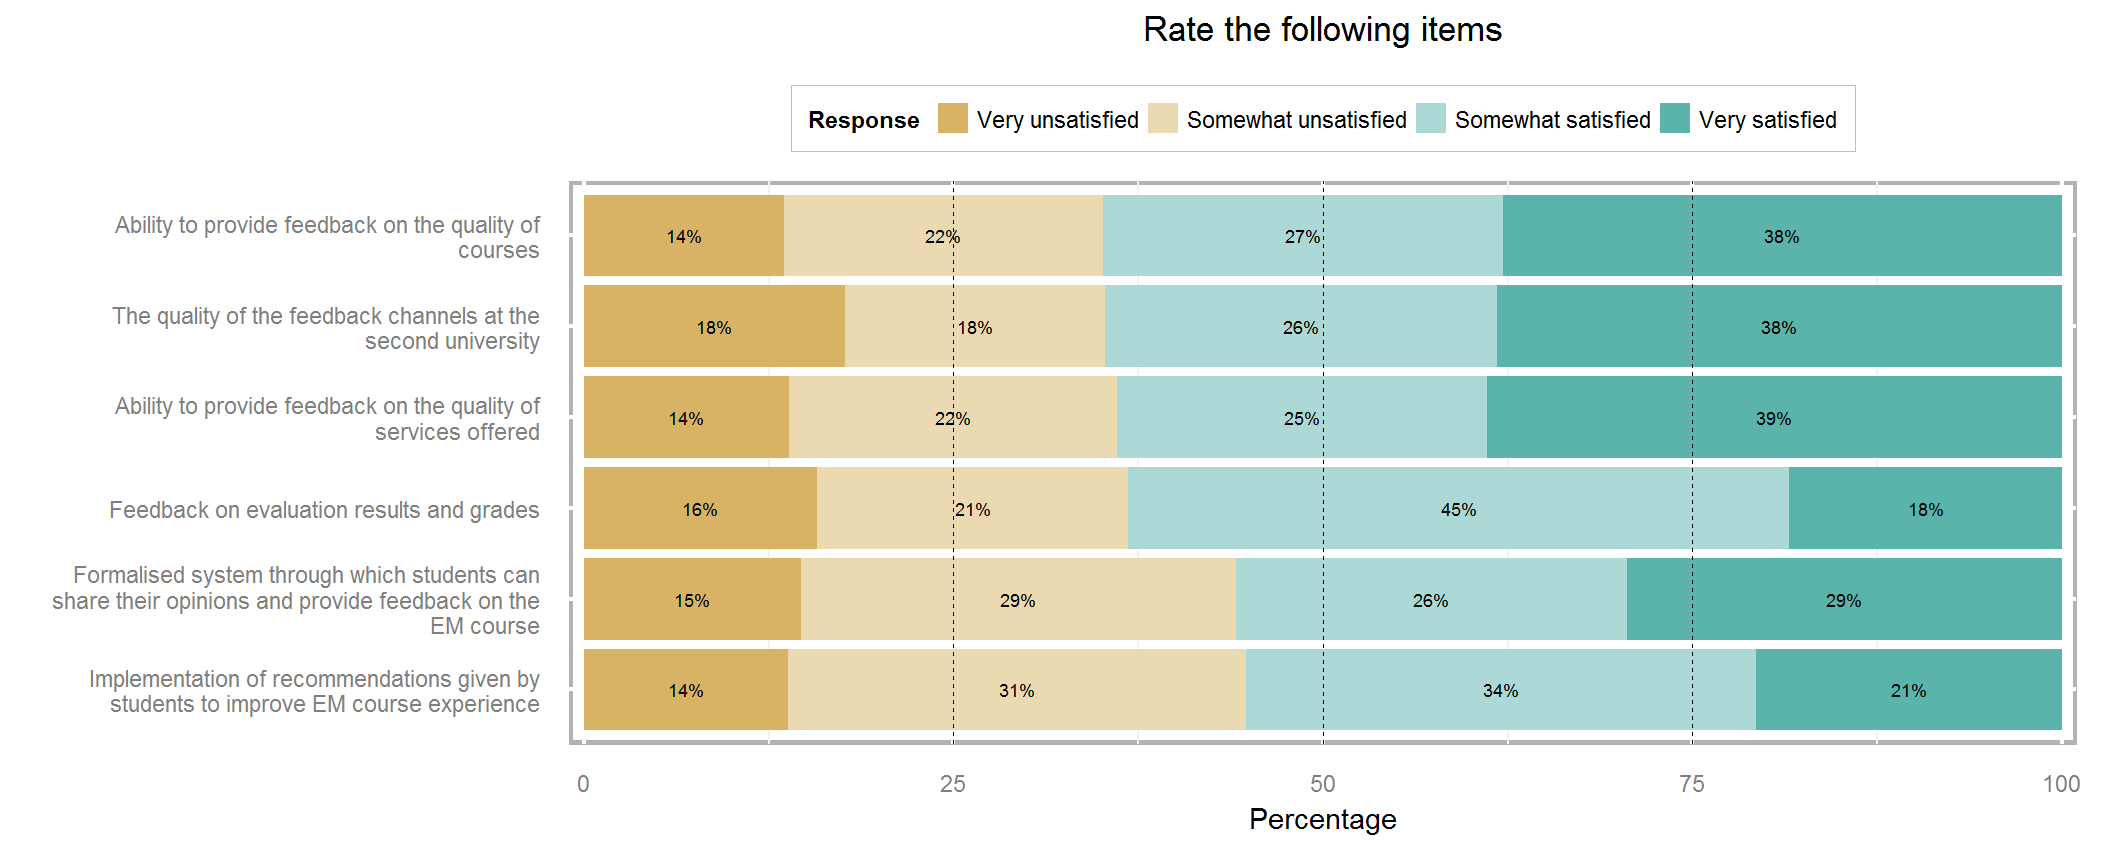 Rate the following items
Response Very unsatisfied Somewhat unsatisfied Somewhat satisfied Very satisfied
Ability to provide feedback on the quality of
courses
14% 22% 27% 38%
The quality of the feedback channels at the
second university
18% 18% 26% 38%
Ability to provide feedback on the quality of
services offered
14% 22% 25% 39%
Feedback on evaluation results and grades
16% 21% 45% 18%
Formalised system through which students can
share their opinions and provide feedback on the
EM course
15% 29% 26% 29%
Implementation of recommendations given by
students to improve EM course experience
14% 31% 34% 21%
0 25 50 75 100
Percentage